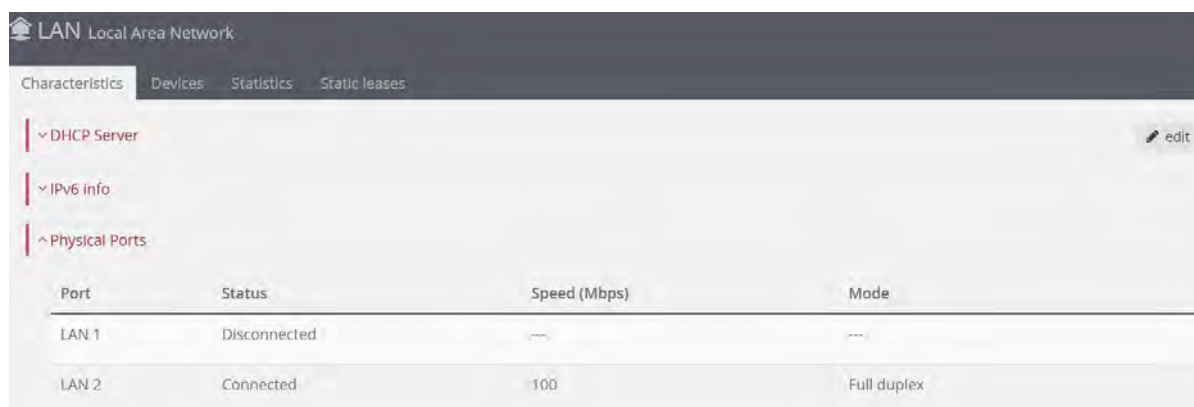 LAN Local Area Network
Characteristics Devices Statistics Static leases
DHCP Server edit
IPv6 info
Physical Ports
Port Status Speed (Mbps) Mode
LAN 1 Disconnected --- ---
LAN 2 Connected 100 Full duplex